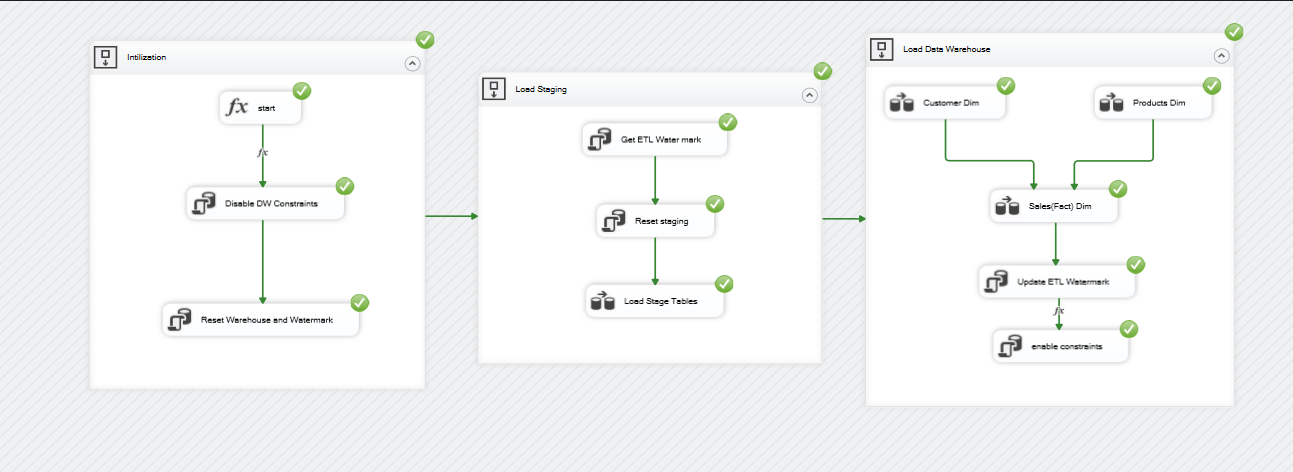 Intilization
fx start
fx
Disable DW Constraints
Reset Warehouse and Watermark
Load Staging
Get ETL Water mark
Reset staging
Load Stage Tables
Load Data Warehouse
Customer Dim
Products Dim
Sales(Fact) Dim
Update ETL Watermark
fx
enable constraints